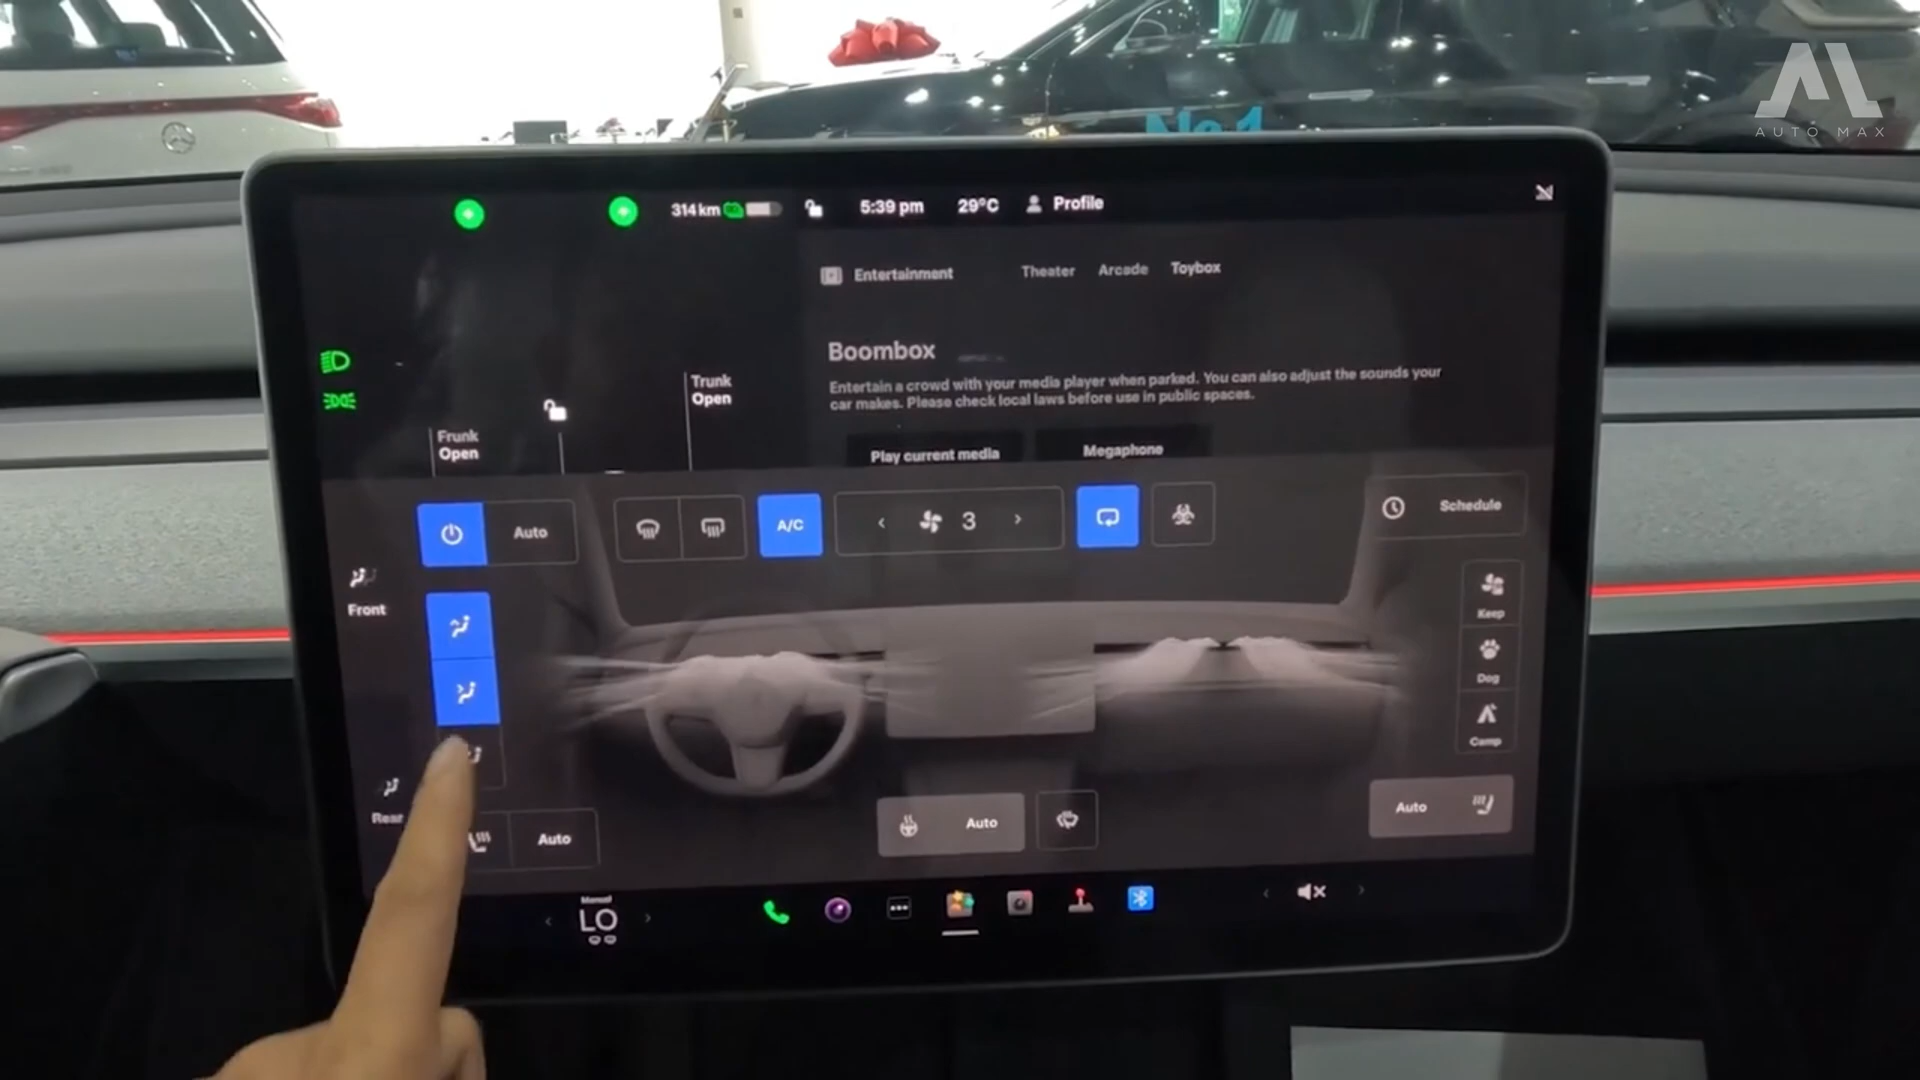 AUTO MAX
No 1
314 km
5:39 pm
29°C
Profile
Entertainment
Theater
Arcade
Toybox
Boombox
Entertain a crowd with your media player when parked. You can also adjust the sounds your
car makes. Please check local laws before use in public spaces.
Play current media
Megaphone
Trunk
Open
Frunk
Open
Auto
A/C
3
Schedule
Front
Keep
Dog
Camp
Rear
Auto
Auto
Auto
Manual
LO